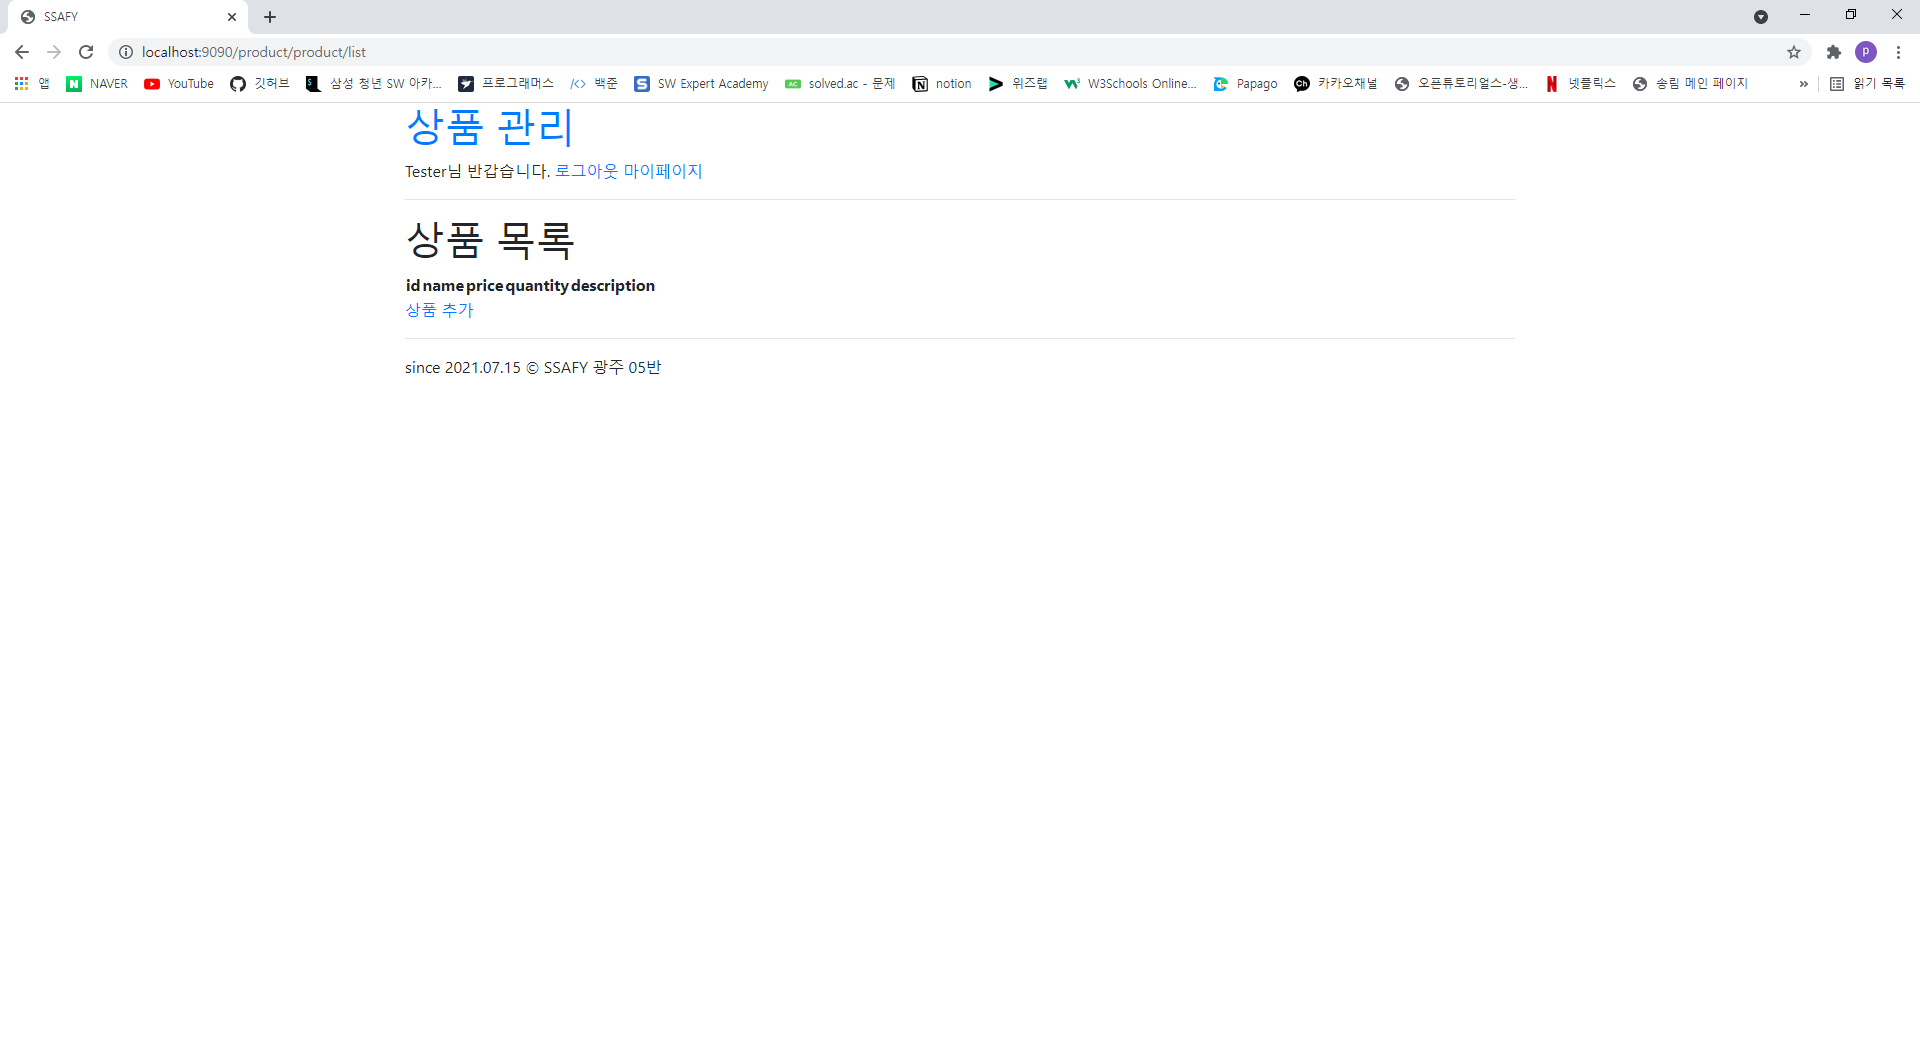 SSAFY
localhost:9090/product/product/list
앱 NAVER YouTube 깃허브 삼성 청년 SW 아카... 프로그래머스 백준 SW Expert Academy solved.ac - 문제 notion 위즈랩 W3Schools Online... Papago 카카오채널 오픈튜토리얼스-생... 넷플릭스 송림 메인 페이지 » 읽기 목록
상품 관리
Tester님 반갑습니다. 로그아웃 마이페이지
상품 목록
id name price quantity description
상품 추가
since 2021.07.15 © SSAFY 광주 05반